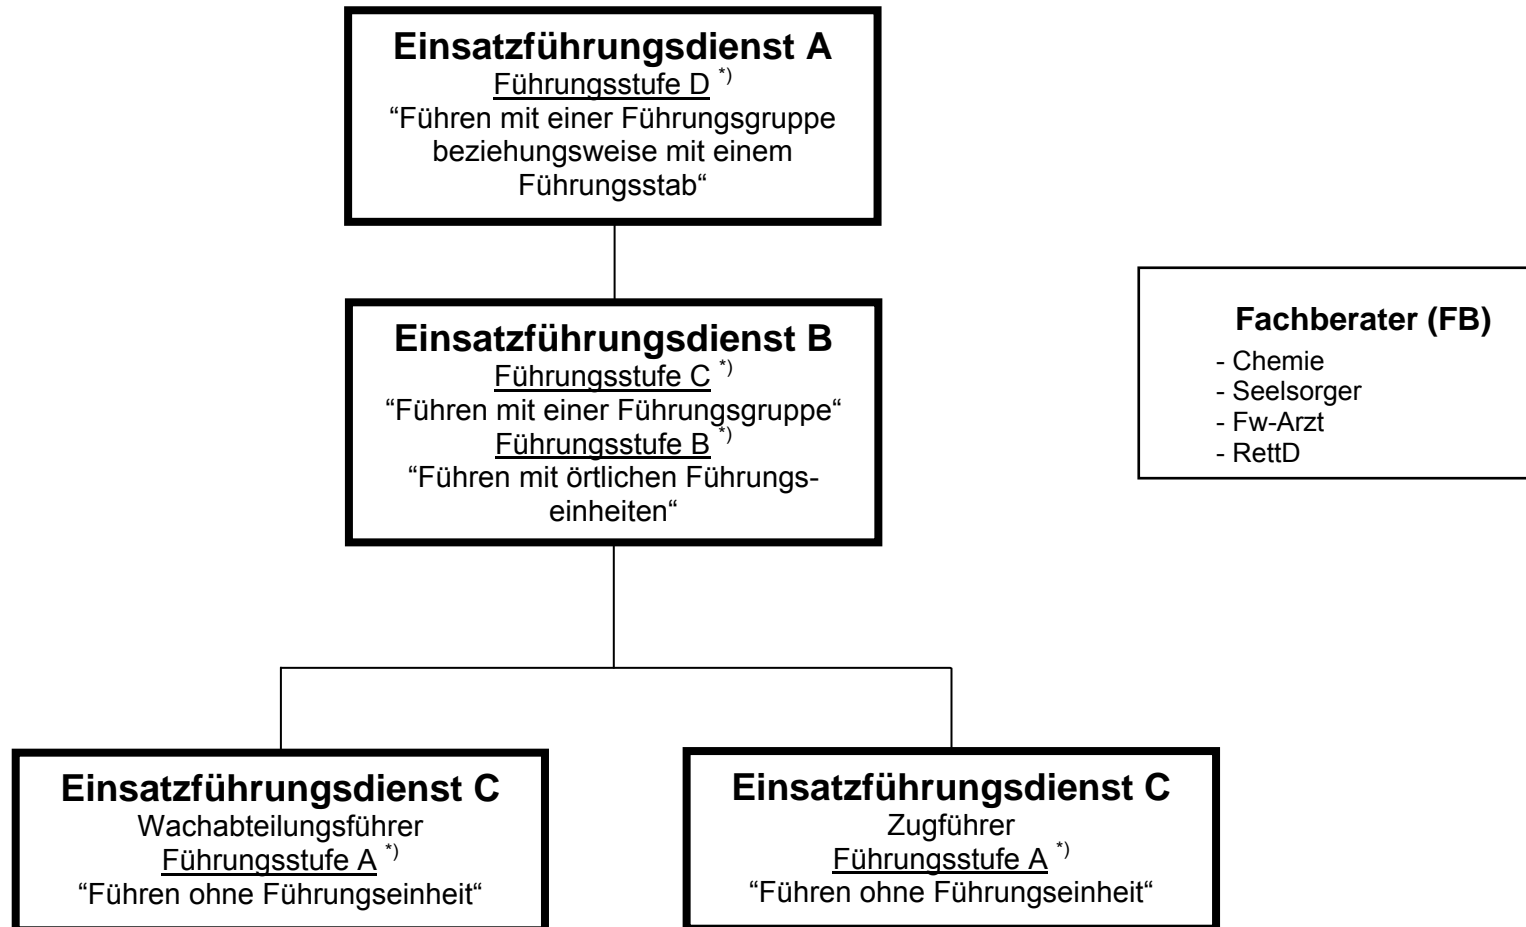 Einsatzführungsdienst A
Führungsstufe D *)
“Führen mit einer Führungsgruppe
beziehungsweise mit einem
Führungsstab“
Einsatzführungsdienst B
Führungsstufe C *)
“Führen mit einer Führungsgruppe“
Führungsstufe B *)
“Führen mit örtlichen Führungs-
einheiten“
Fachberater (FB)
- Chemie
- Seelsorger
- Fw-Arzt
- RettD
Einsatzführungsdienst C
Wachabteilungsführer
Führungsstufe A *)
“Führen ohne Führungseinheit“
Einsatzführungsdienst C
Zugführer
Führungsstufe A *)
“Führen ohne Führungseinheit“